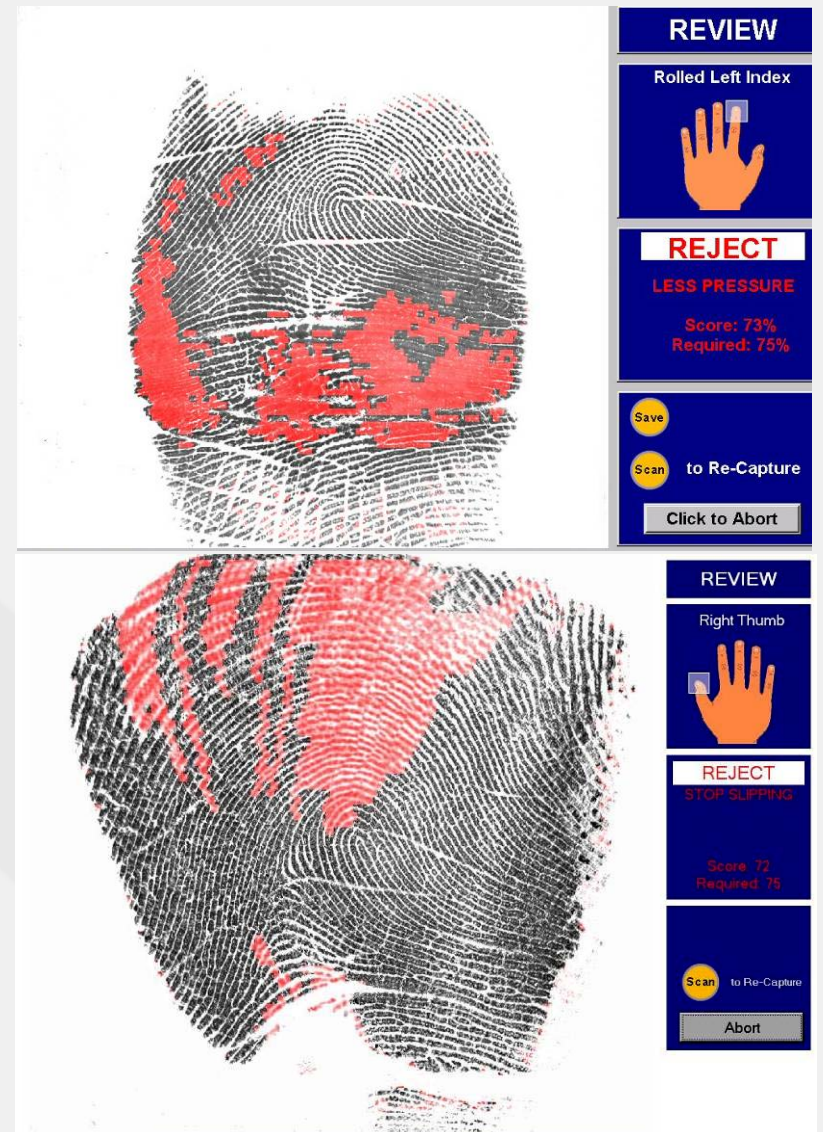 REVIEW
Rolled Left Index
REJECT
LESS PRESSURE
Score: 73%
Required: 75%
Save
Scan to Re-Capture
Click to Abort
REVIEW
Right Thumb
REJECT
STOP SLIPPING
Score: 72
Required: 75
Scan to Re-Capture
Abort